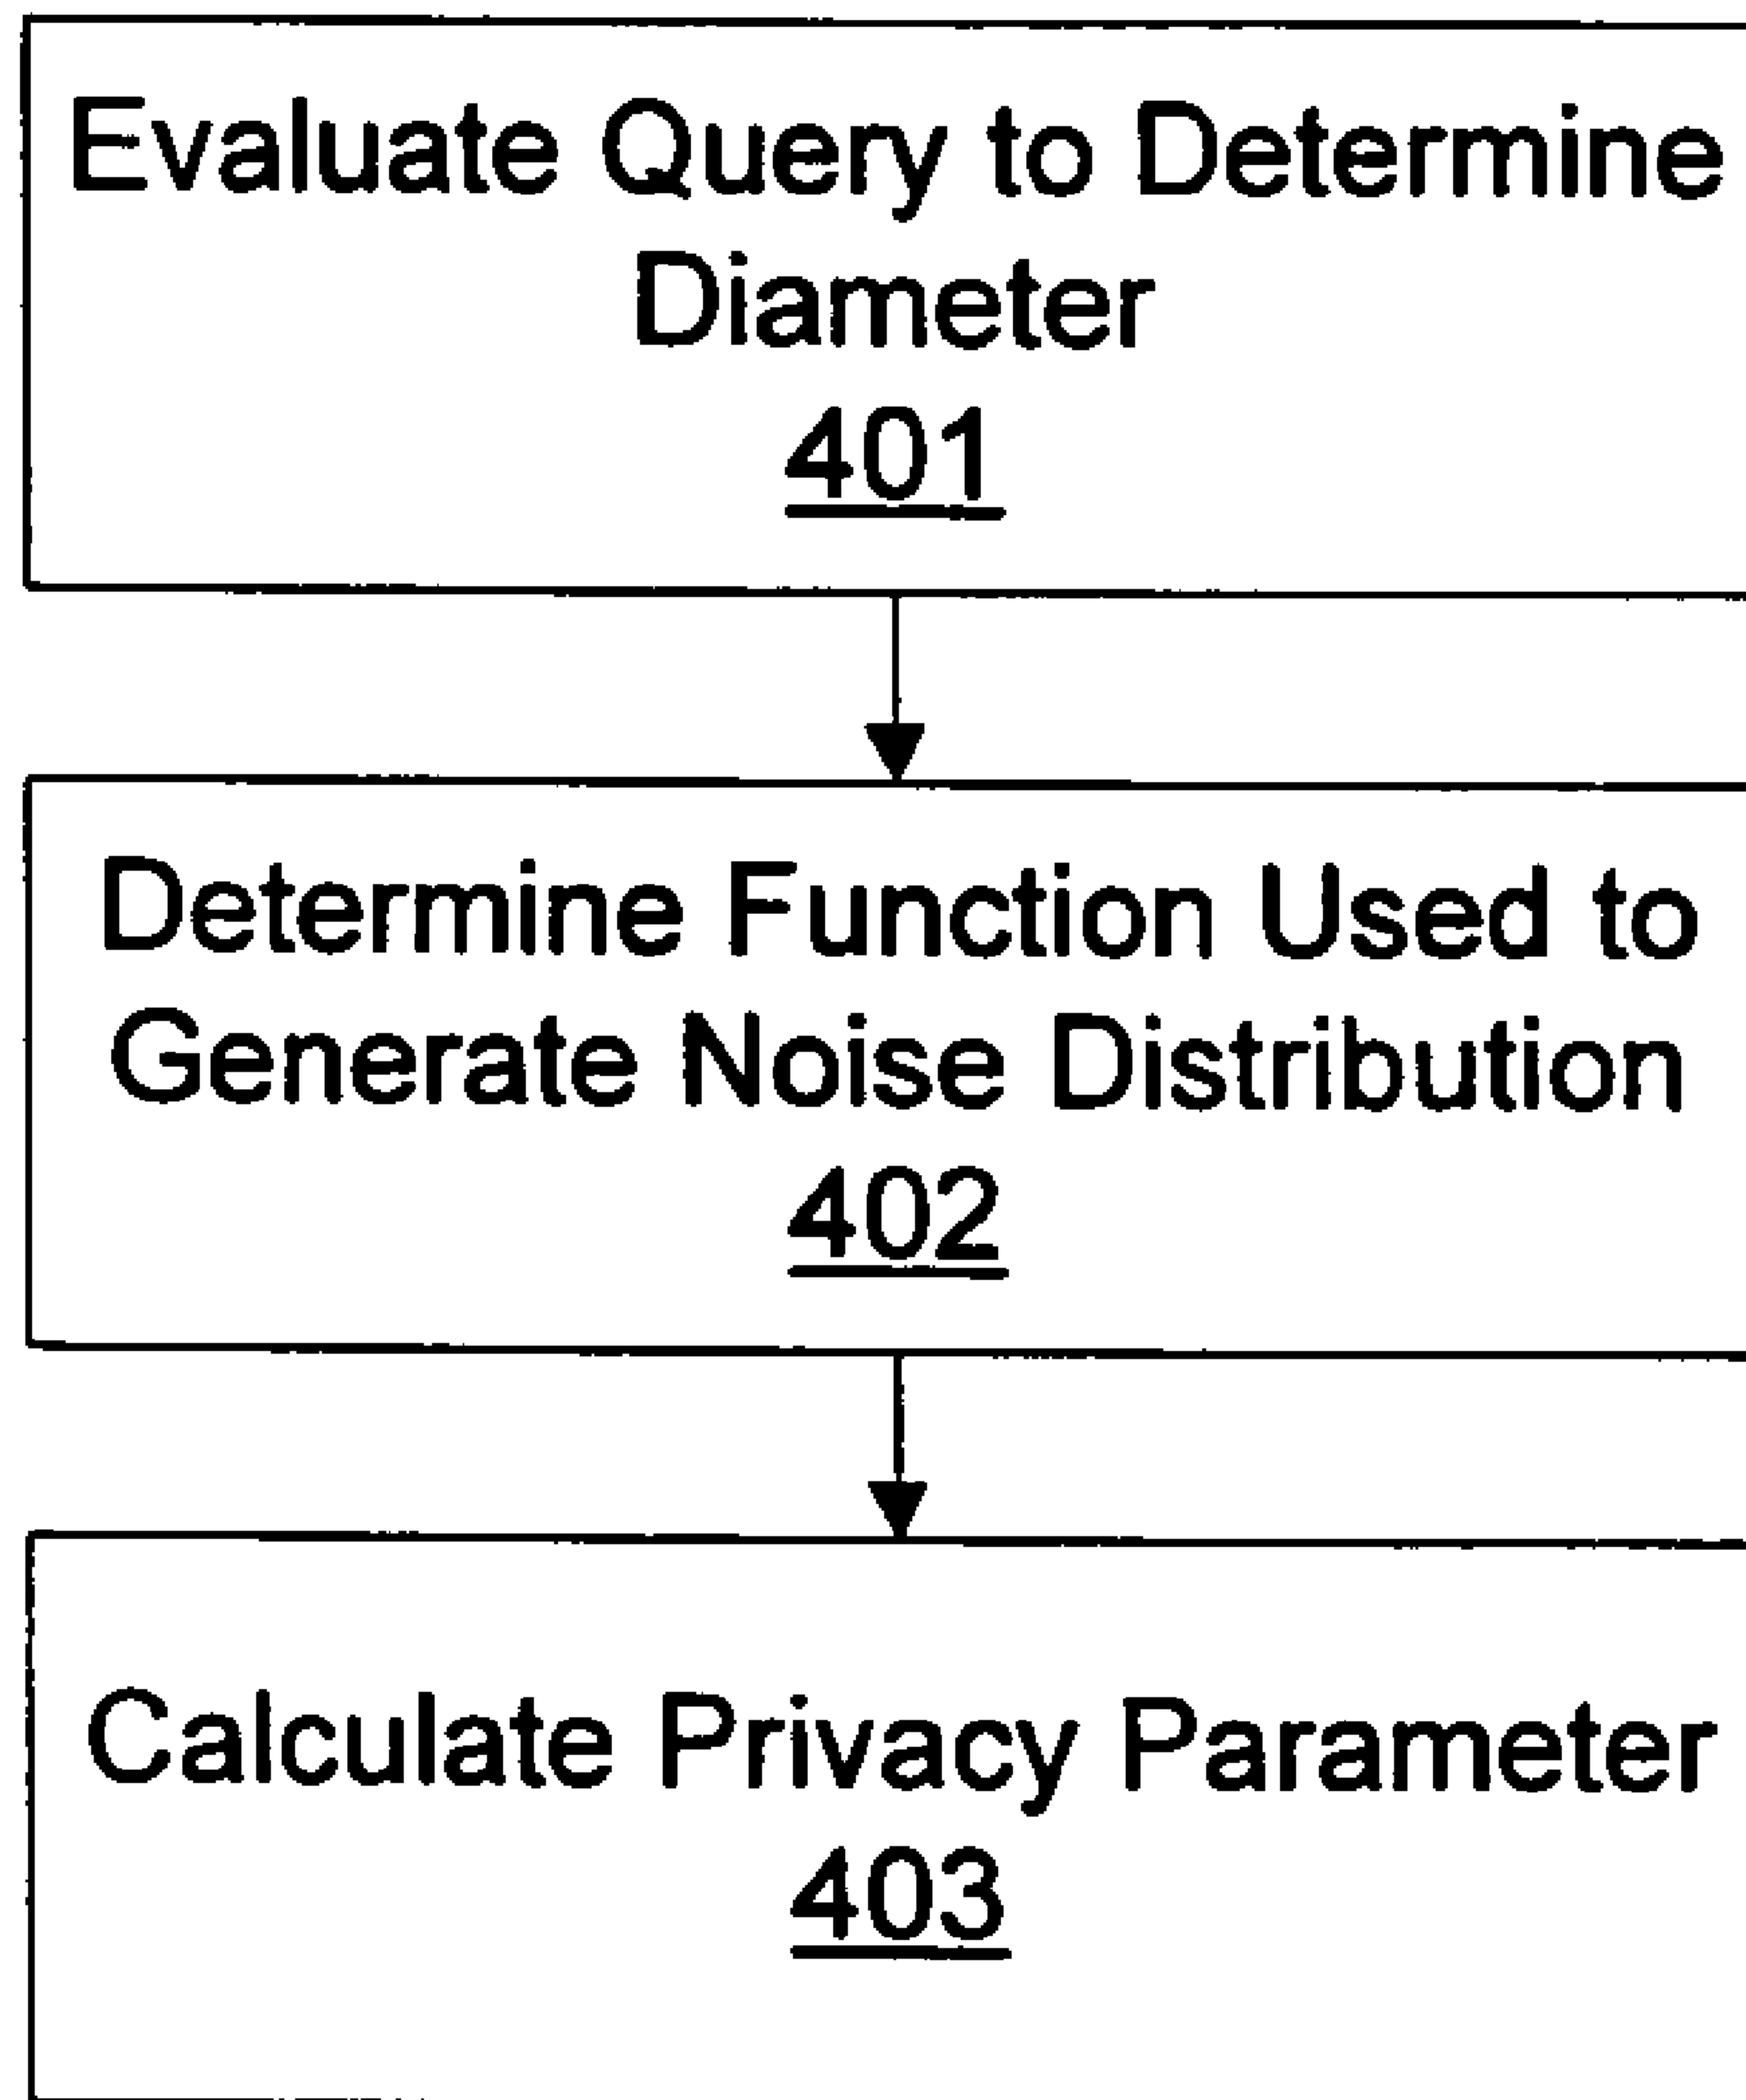 Evaluate Query to Determine
Diameter
401
Determine Function Used to
Generate Noise Distribution
402
Calculate Privacy Parameter
403